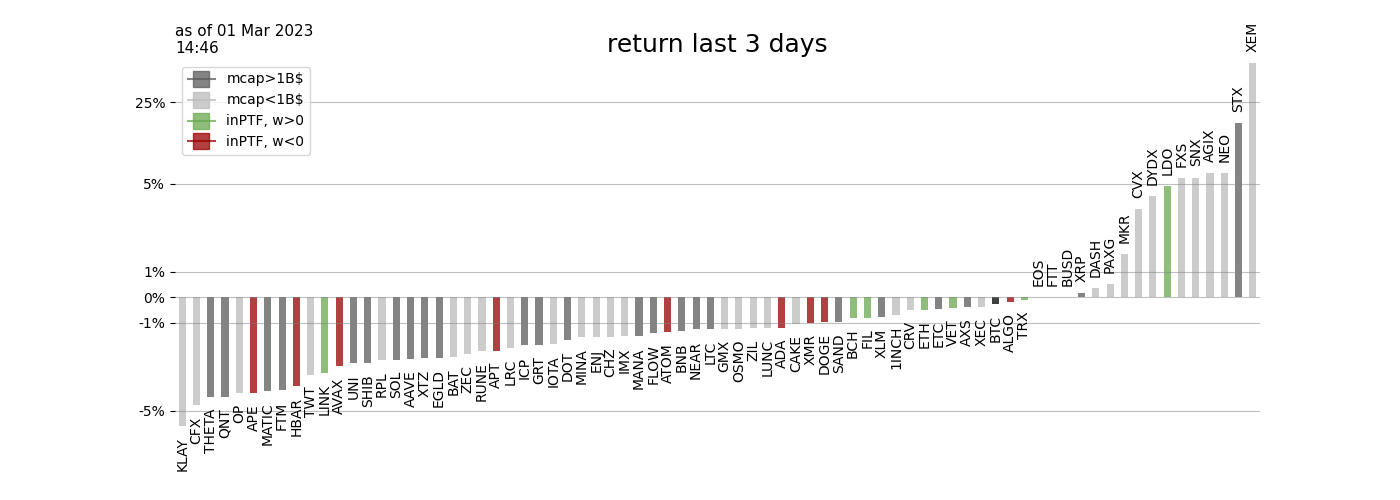 as of 01 Mar 2023
14:46
return last 3 days
mcap>1B$
mcap<1B$
inPTF, w>0
inPTF, w<0
25%
5%
1%
0%
-1%
-5%
KLAY
CFX
THETA
QNT
OP
APE
MATIC
FTM
HBAR
TWT
LINK
AVAX
UNI
SHIB
RPL
SOL
AAVE
XTZ
EGLD
BAT
ZEC
RUNE
APT
LRC
ICP
GRT
IOTA
DOT
MINA
ENJ
CHZ
IMX
MANA
FLOW
ATOM
BNB
NEAR
LTC
GMX
OSMO
ZIL
LUNC
ADA
CAKE
XMR
DOGE
SAND
BCH
FIL
XLM
1INCH
CRV
ETH
ETC
VET
AXS
XEC
BTC
ALGO
TRX
EOS
FTT
BUSD
XRP
DASH
PAXG
MKR
CVX
DYDX
LDO
FXS
SNX
AGIX
NEO
STX
XEM